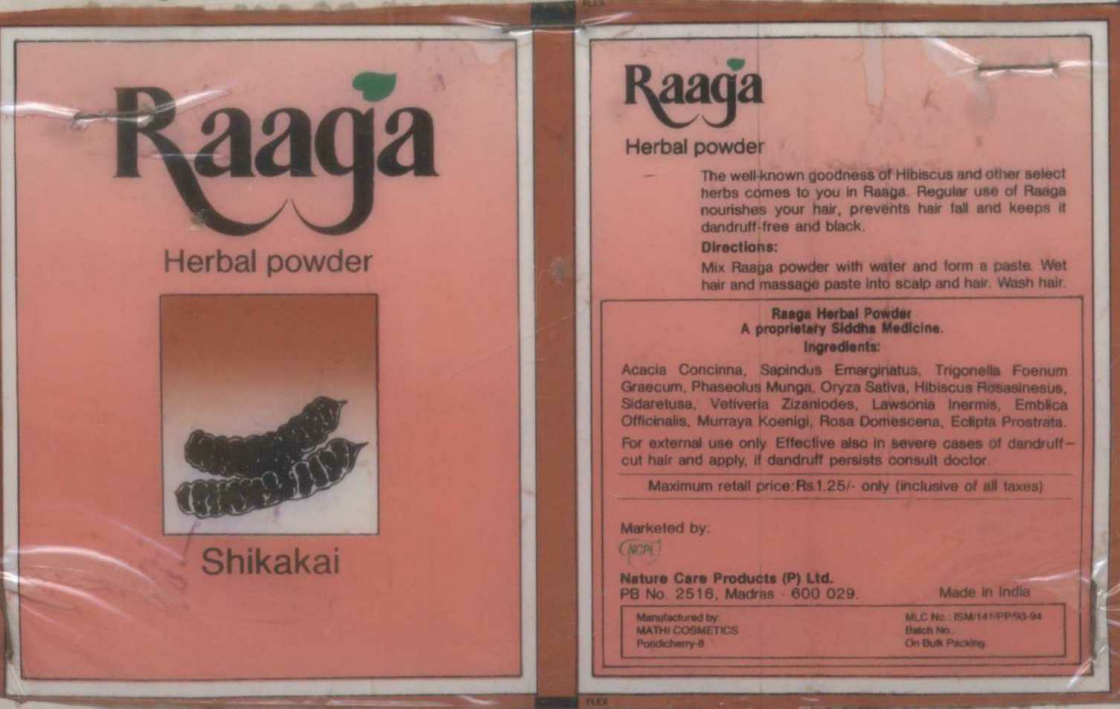 Raaga
Herbal powder
Shikakai
FLEX
Raaga
Herbal powder
The well-known goodness of Hibiscus and other select
herbs comes to you in Raaga. Regular use of Raaga
nourishes your hair, prevents hair fall and keeps it
dandruff-free and black.
Directions:
Mix Raaga powder with water and form a paste. Wet
hair and massage paste into scalp and hair. Wash hair.
Raaga Herbal Powder
A proprietary Siddha Medicine.
Ingredients:
Acacia Concinna, Sapindus Emarginatus, Trigonella Foenum
Graecum, Phaseolus Munga, Oryza Sativa, Hibiscus Rosasinesus,
Sidaretusa, Vetiveria Zizaniodes, Lawsonia Inermis, Emblica
Officinalis, Murraya Koenigi, Rosa Domescena, Eclipta Prostrata.
For external use only. Effective also in severe cases of dandruff–
cut hair and apply, if dandruff persists consult doctor.
Maximum retail price:Rs.1.25/- only (inclusive of all taxes)
Marketed by:
NCPL
Nature Care Products (P) Ltd.
PB No. 2516, Madras - 600 029.
Made in India
Manufactured by:
MATHI COSMETICS
Pondicherry-8
MLC No.: ISM/141/PP/93-94
Batch No.:
On Bulk Packing.
FLEX